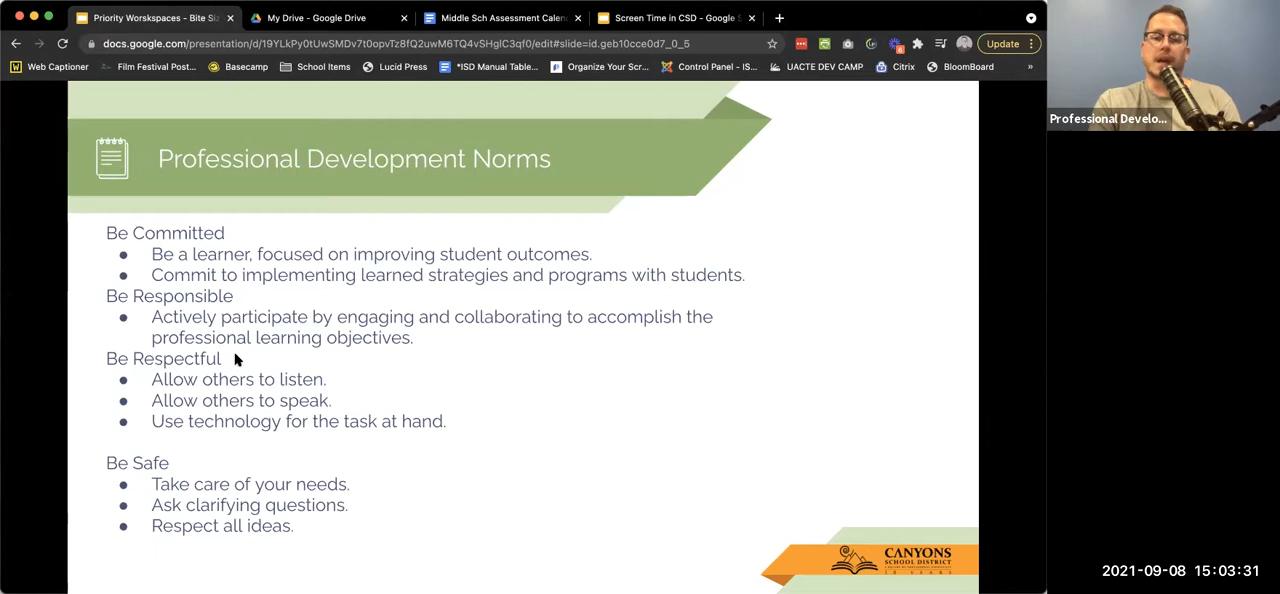 Priority Worskspaces - Bite Si
My Drive - Google Drive
Middle Sch Assessment Calen
Screen Time in CSD - Google S
docs.google.com/presentation/d/19YLkPy0tUwSMDv7t0opvTz8fQ2uwM6TQ4vSHglC3qf0/edit#slide=id.geb10cce0d7_0_5
6
Update
Web Captioner
Film Festival Post...
Basecamp
School Items
Lucid Press
*ISD Manual Table...
Organize Your Scr...
Control Panel - IS...
UACTE DEV CAMP
Citrix
BloomBoard
»
Professional Develo...
Professional Development Norms
Be Committed
● Be a learner, focused on improving student outcomes.
● Commit to implementing learned strategies and programs with students.
Be Responsible
● Actively participate by engaging and collaborating to accomplish the
professional learning objectives.
Be Respectful
● Allow others to listen.
● Allow others to speak.
● Use technology for the task at hand.
Be Safe
● Take care of your needs.
● Ask clarifying questions.
● Respect all ideas.
CANYONS
SCHOOL DISTRICT
2021-09-08 15:03:31